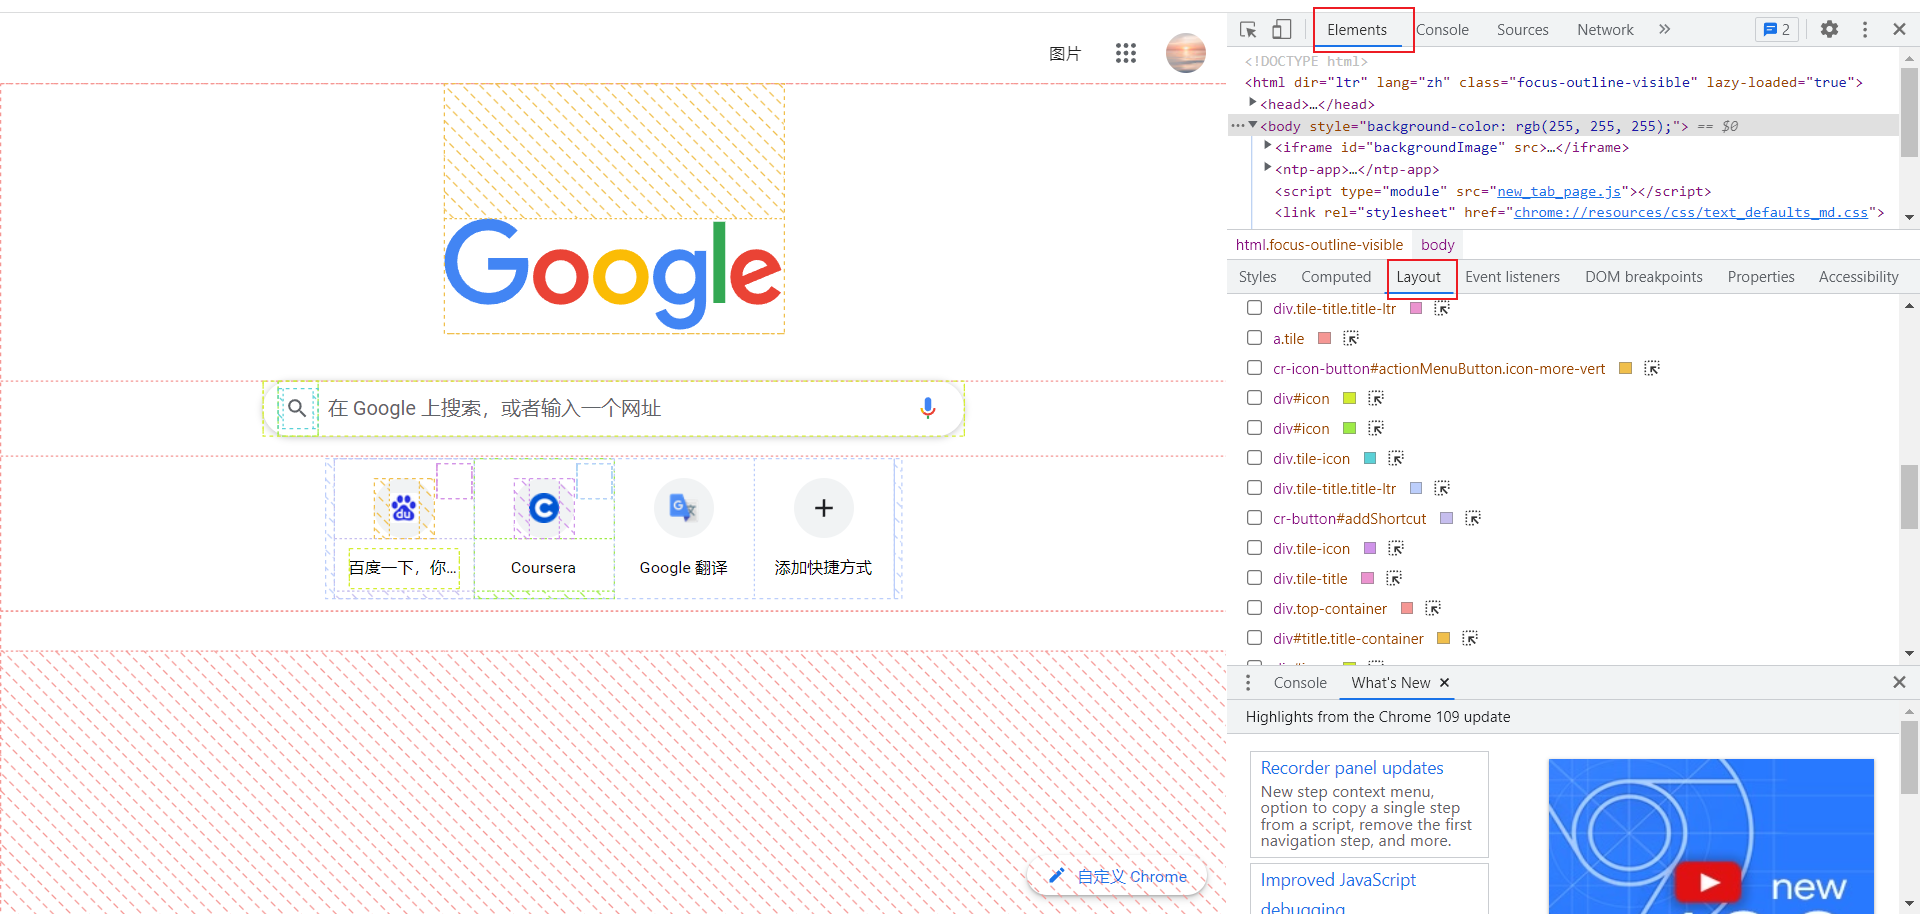 图片
Google
在 Google 上搜索，或者输入一个网址
du
百度一下，你...
Coursera
Google 翻译
添加快捷方式
自定义 Chrome
Elements Console Sources Network 2
<!DOCTYPE html>
<html dir="ltr" lang="zh" class="focus-outline-visible" lazy-loaded="true">
<head>…</head>
<body style="background-color: rgb(255, 255, 255);"> == $0
<iframe id="backgroundImage" src>…</iframe>
<ntp-app>…</ntp-app>
<script type="module" src="new_tab_page.js"></script>
<link rel="stylesheet" href="chrome://resources/css/text_defaults_md.css">
html.focus-outline-visible body
Styles Computed Layout Event listeners DOM breakpoints Properties Accessibility
div.tile-title.title-ltr
a.tile
cr-icon-button#actionMenuButton.icon-more-vert
div#icon
div#icon
div.tile-icon
div.tile-title.title-ltr
cr-button#addShortcut
div.tile-icon
div.tile-title
div.top-container
div#title.title-container
Console What's New
Highlights from the Chrome 109 update
Recorder panel updates
New step context menu,
option to copy a single step
from a script, remove the first
navigation step, and more.
Improved JavaScript
debugging
new